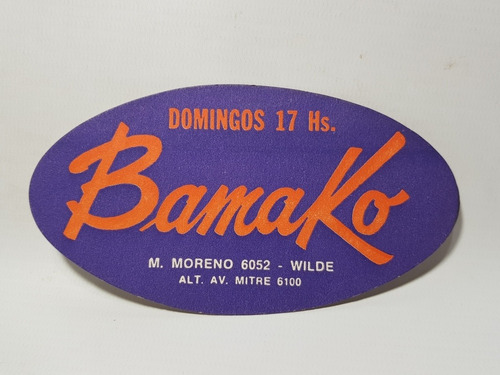 DOMINGOS 17 Hs.
BamaKo
M. MORENO 6052 - WILDE
ALT. AV. MITRE 6100